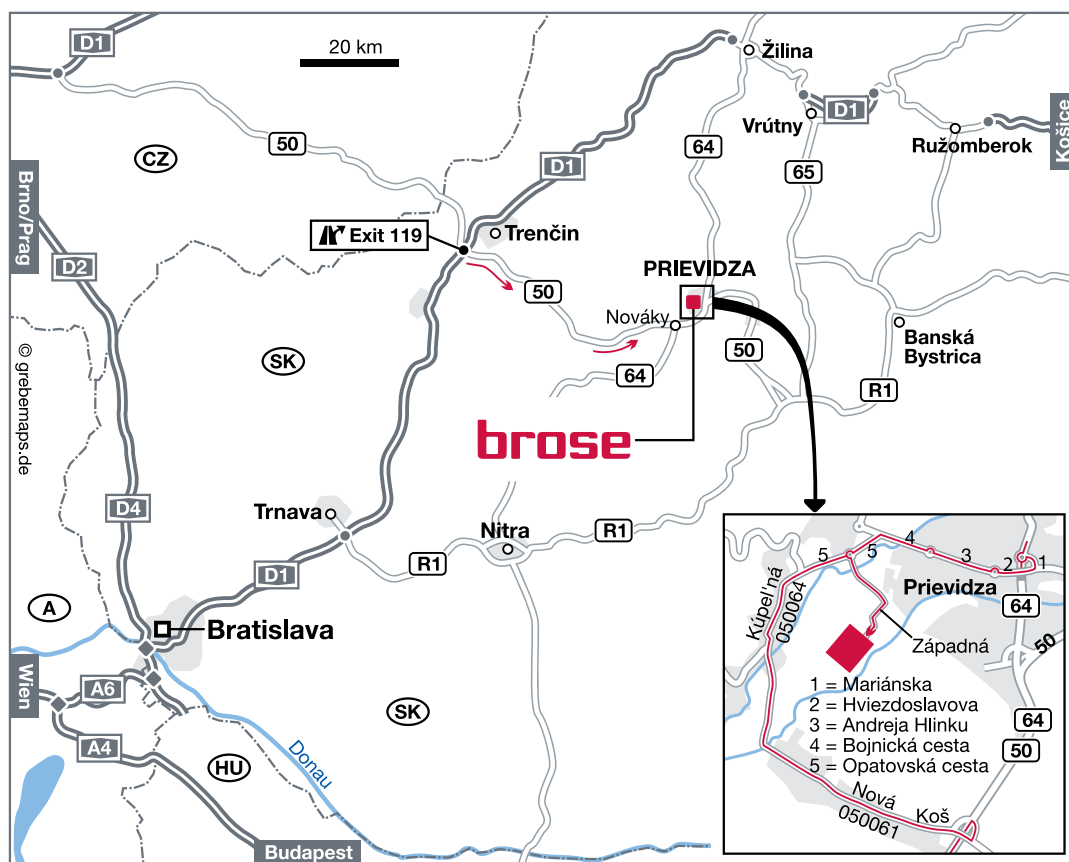 D1
20 km
Žilina
D1
Vrútny
Ružomberok
Košice
50
CZ
64
65
D1
Brno/Prag
Exit 119
Trenčin
D2
PRIEVIDZA
50
Nováky
50
Banská
Bystrica
© grebemaps.de
SK
64
R1
brose
D4
Trnava
Nitra
R1
R1
D1
A
Bratislava
Wien
A6
SK
A4
HU
Donau
Budapest
4
5
5
3
2
1
Prievidza
Kúpel'ná
050064
64
50
Západná
1 = Mariánska
2 = Hviezdoslavova
3 = Andreja Hlinku
4 = Bojnická cesta
5 = Opatovská cesta
64
50
Nová
050061
Koš